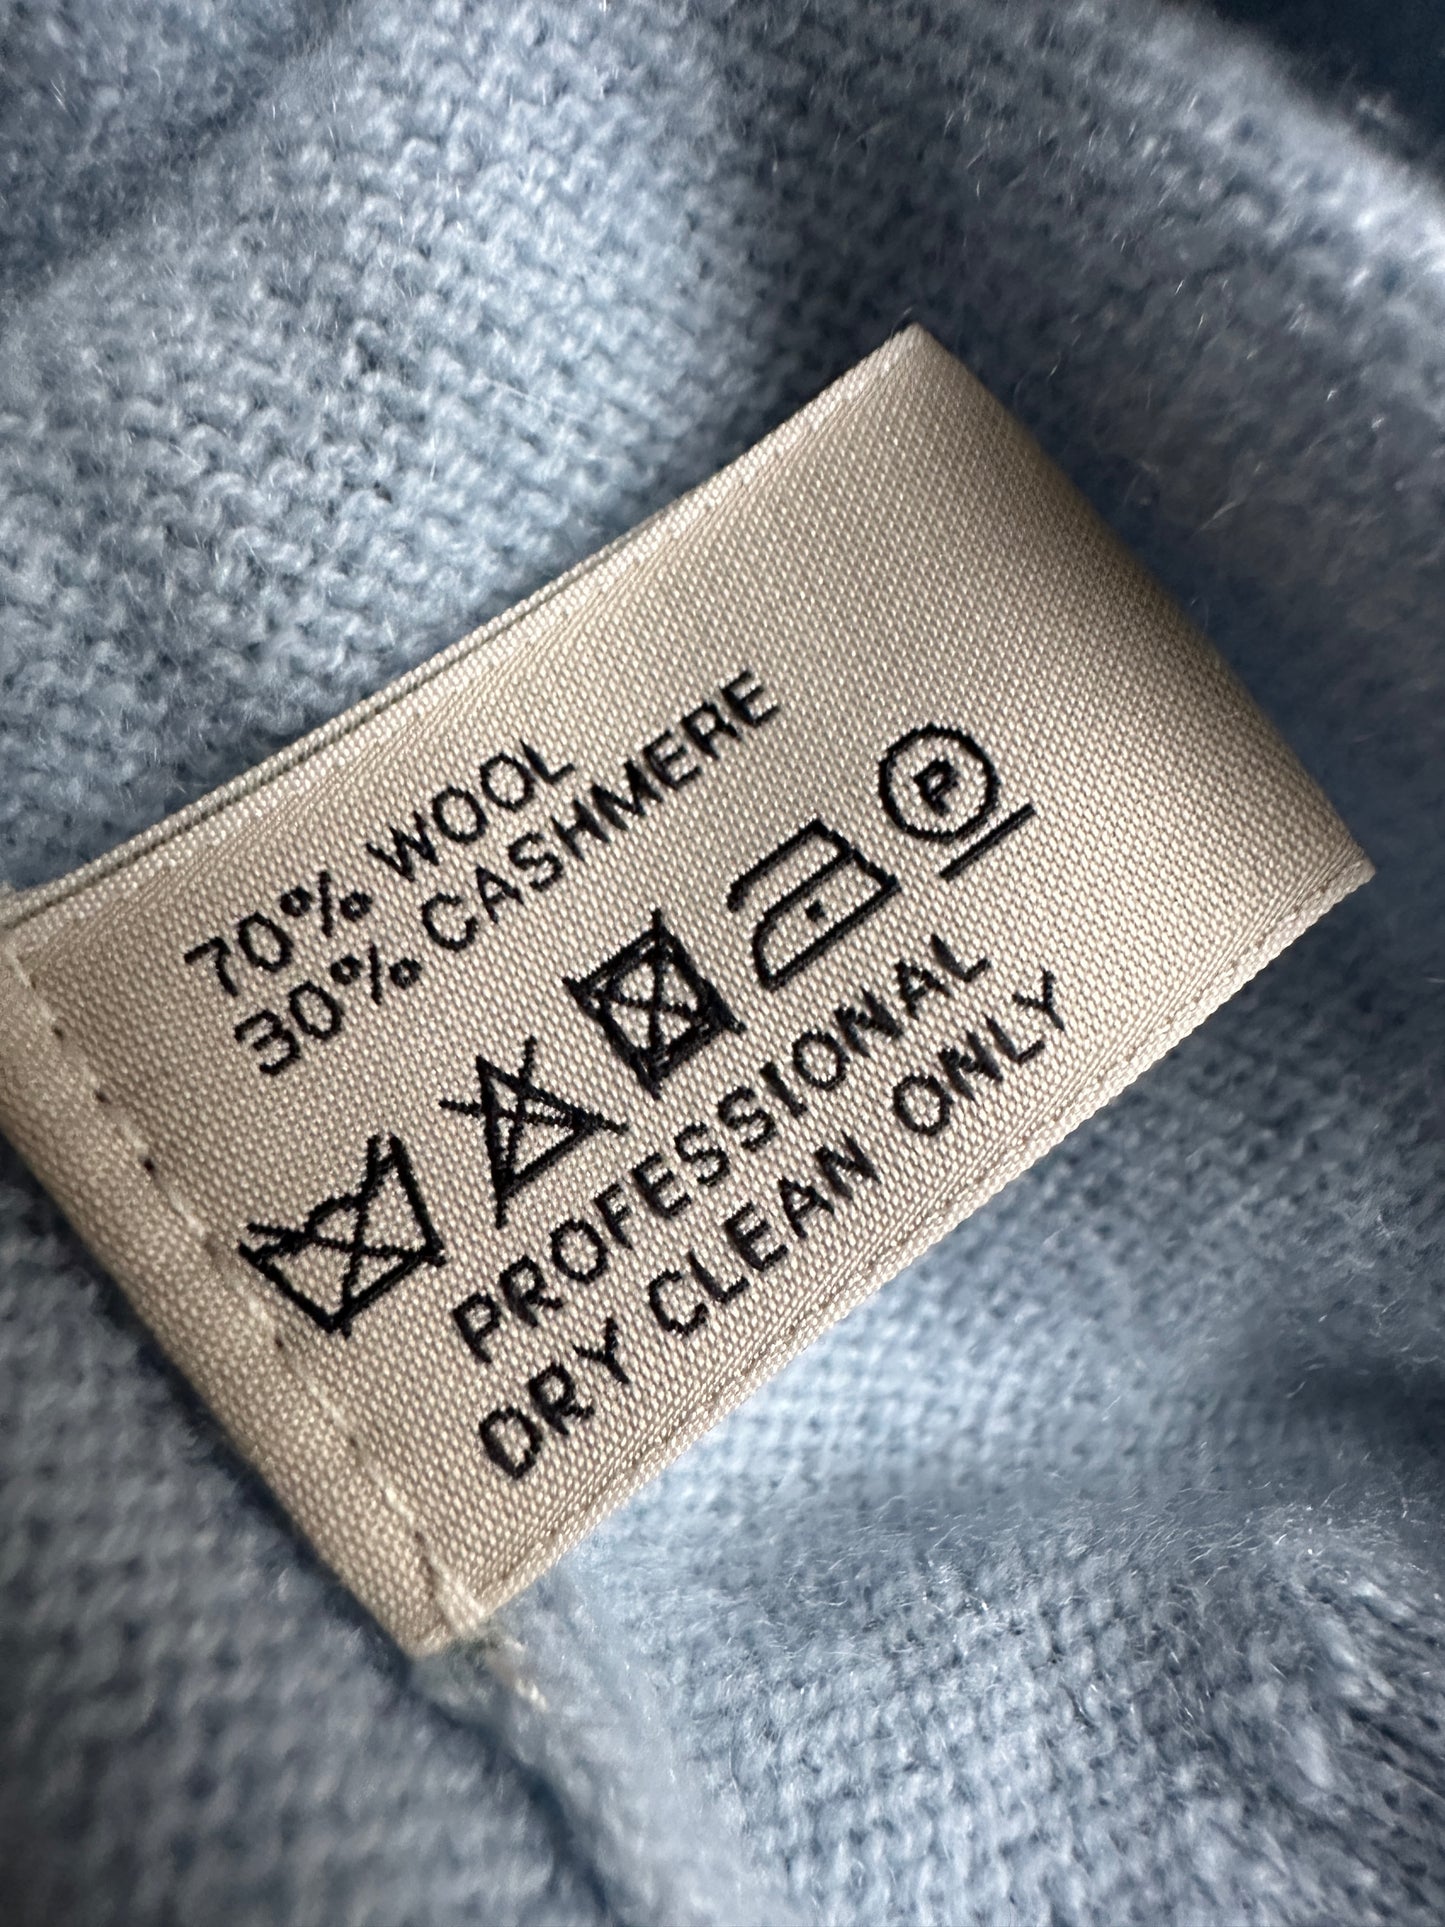 70% WOOL
30% CASHMERE
P
PROFESSIONAL
DRY CLEAN ONLY